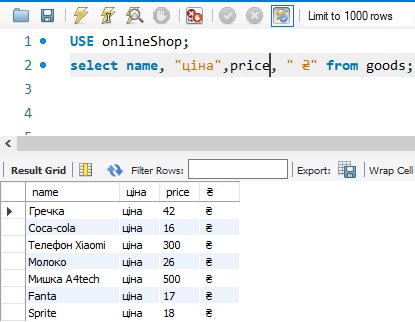 Limit to 1000 rows
1 USE onlineShop;
2 select name, "ціна",price, " ₴" from goods;
3
4
5
Result Grid Filter Rows: Export: Wrap Cell
name ціна price ₴
Гречка ціна 42 ₴
Coca-cola ціна 16 ₴
Телефон Xiaomi ціна 300 ₴
Молоко ціна 26 ₴
Мишка A4tech ціна 500 ₴
Fanta ціна 17 ₴
Sprite ціна 18 ₴